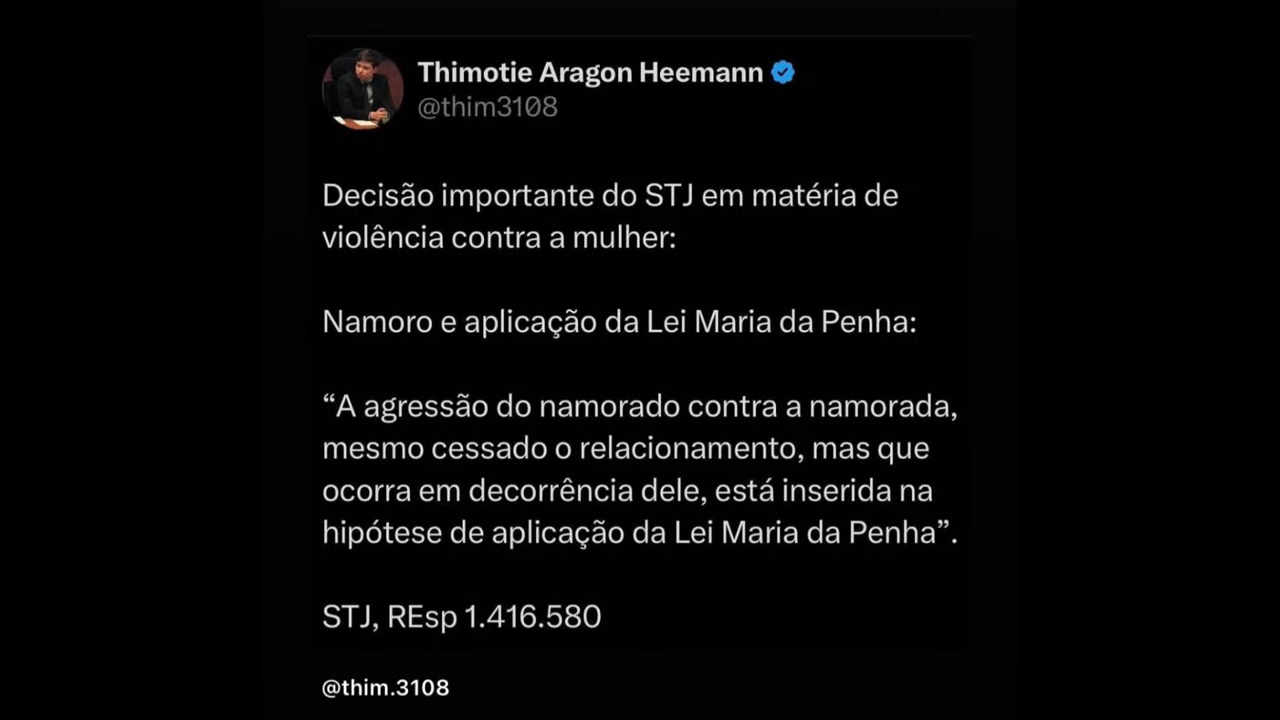 Thimotie Aragon Heemann
@thim3108
Decisão importante do STJ em matéria de
violência contra a mulher:
Namoro e aplicação da Lei Maria da Penha:
“A agressão do namorado contra a namorada,
mesmo cessado o relacionamento, mas que
ocorra em decorrência dele, está inserida na
hipótese de aplicação da Lei Maria da Penha”.
STJ, REsp 1.416.580
@thim.3108